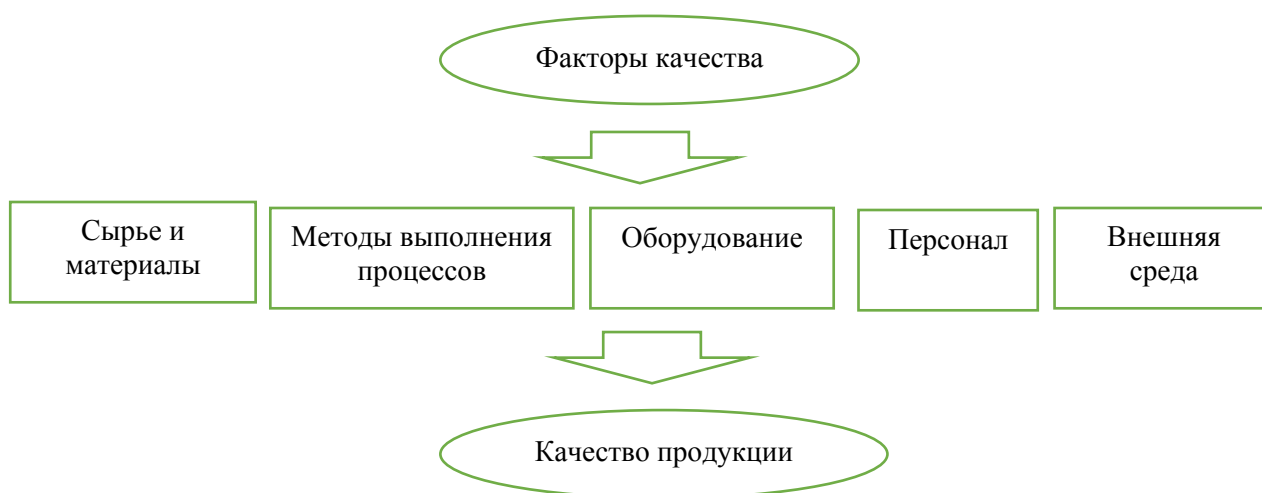 Факторы качества
Сырье и
материалы
Методы выполнения
процессов
Оборудование
Персонал
Внешняя
среда
Качество продукции